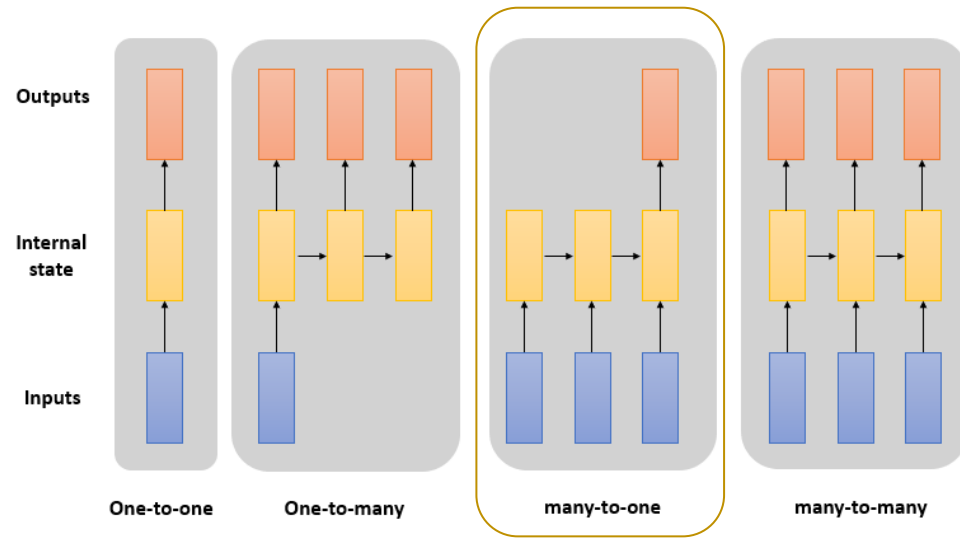 Outputs
Internal
state
Inputs
One-to-one
One-to-many
many-to-one
many-to-many